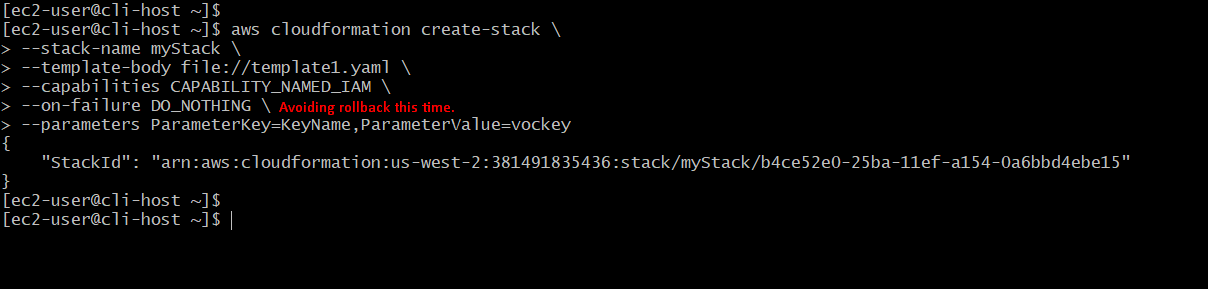 [ec2-user@cli-host ~]$
[ec2-user@cli-host ~]$ aws cloudformation create-stack \
> --stack-name myStack \
> --template-body file://template1.yaml \
> --capabilities CAPABILITY_NAMED_IAM \
> --on-failure DO_NOTHING \ Avoiding rollback this time.
> --parameters ParameterKey=KeyName,ParameterValue=vockey
{
    "StackId": "arn:aws:cloudformation:us-west-2:381491835436:stack/myStack/b4ce52e0-25ba-11ef-a154-0a6bbd4ebe15"
}
[ec2-user@cli-host ~]$
[ec2-user@cli-host ~]$